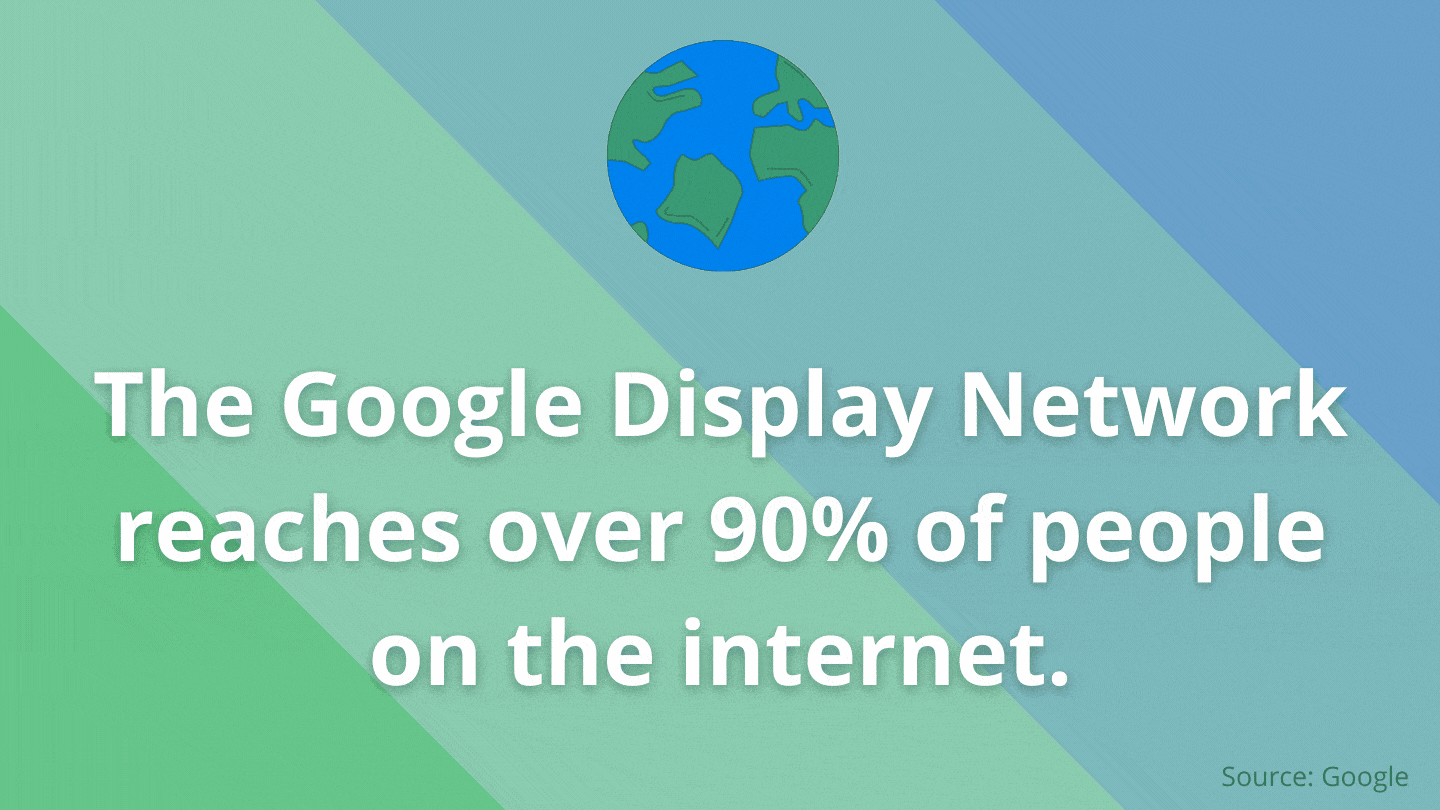 The Google Display Network
reaches over 90% of people
on the internet.
Source: Google